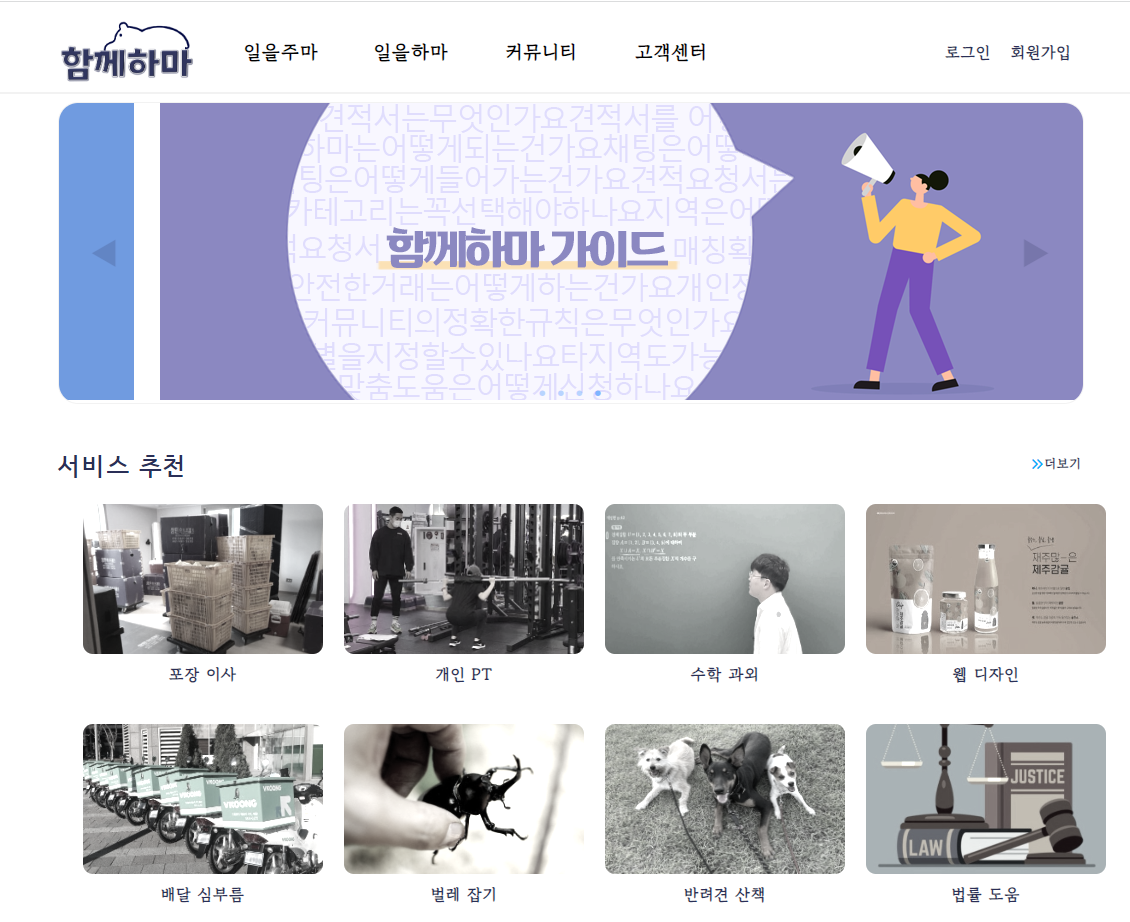 함께하마
일을주마 일을하마 커뮤니티 고객센터 로그인 회원가입
견적서는무엇인가요견적서를 어
하마는어떻게되는건가요채팅은어떻
팅은어떻게들어가는건가요견적요청서는
카테고리는꼭선택해야하나요지역은어
요청서
함께하마 가이드
매칭확
안전한거래는어떻게하는건가요개인정
커뮤니티의정확한규칙은무엇인가요
별을지정할수있나요타지역도가능
맞춤도움은어떻게신청하나요
서비스 추천
더보기
재주많은
제주감귤
포장 이사
개인 PT
수학 과외
웹 디자인
VKOONG
VKOONG
JUSTICE
LAW
배달 심부름
벌레 잡기
반려견 산책
법률 도움